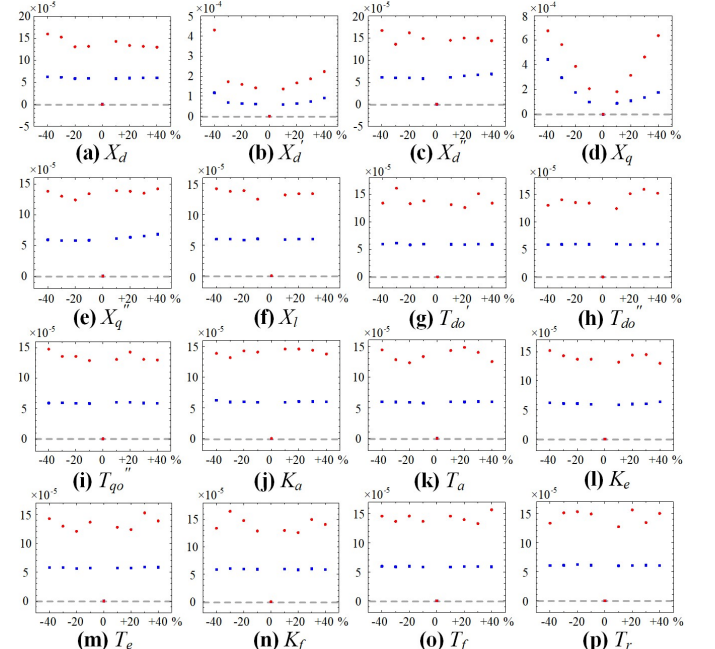 ×10⁻⁵ ×10⁻⁴ ×10⁻⁵ ×10⁻⁴
20 5 20 8
15 4 15 6
10 3 10 4
5 2 5 2
0 1 0 0
-5 0 -5
-40 -20 0 +20 +40 % -40 -20 0 +20 +40 % -40 -20 0 +20 +40 % -40 -20 0 +20 +40 %
(a) X_d (b) X_d′ (c) X_d″ (d) X_q
×10⁻⁵ ×10⁻⁵ ×10⁻⁵ ×10⁻⁵
15 15 15 15
10 10 10 10
5 5 5 5
0 0 0 0
-40 -20 0 +20 +40 % -40 -20 0 +20 +40 % -40 -20 0 +20 +40 % -40 -20 0 +20 +40 %
(e) X_q″ (f) X_l (g) T_do′ (h) T_do″
×10⁻⁵ ×10⁻⁵ ×10⁻⁵ ×10⁻⁵
15 15 15 15
10 10 10 10
5 5 5 5
0 0 0 0
-40 -20 0 +20 +40 % -40 -20 0 +20 +40 % -40 -20 0 +20 +40 % -40 -20 0 +20 +40 %
(i) T_qo″ (j) K_a (k) T_a (l) K_e
×10⁻⁵ ×10⁻⁵ ×10⁻⁵ ×10⁻⁵
15 15 15 15
10 10 10 10
5 5 5 5
0 0 0 0
-40 -20 0 +20 +40 % -40 -20 0 +20 +40 % -40 -20 0 +20 +40 % -40 -20 0 +20 +40 %
(m) T_e (n) K_f (o) T_f (p) T_r